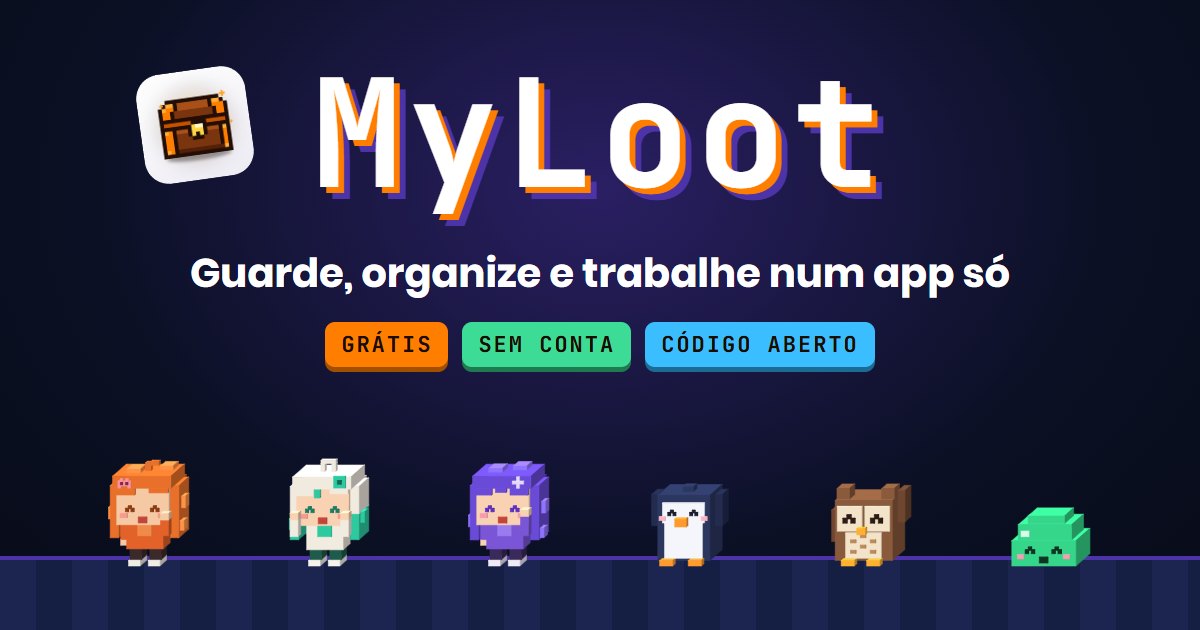 MyLoot
Guarde, organize e trabalhe num app só
GRÁTIS SEM CONTA CÓDIGO ABERTO